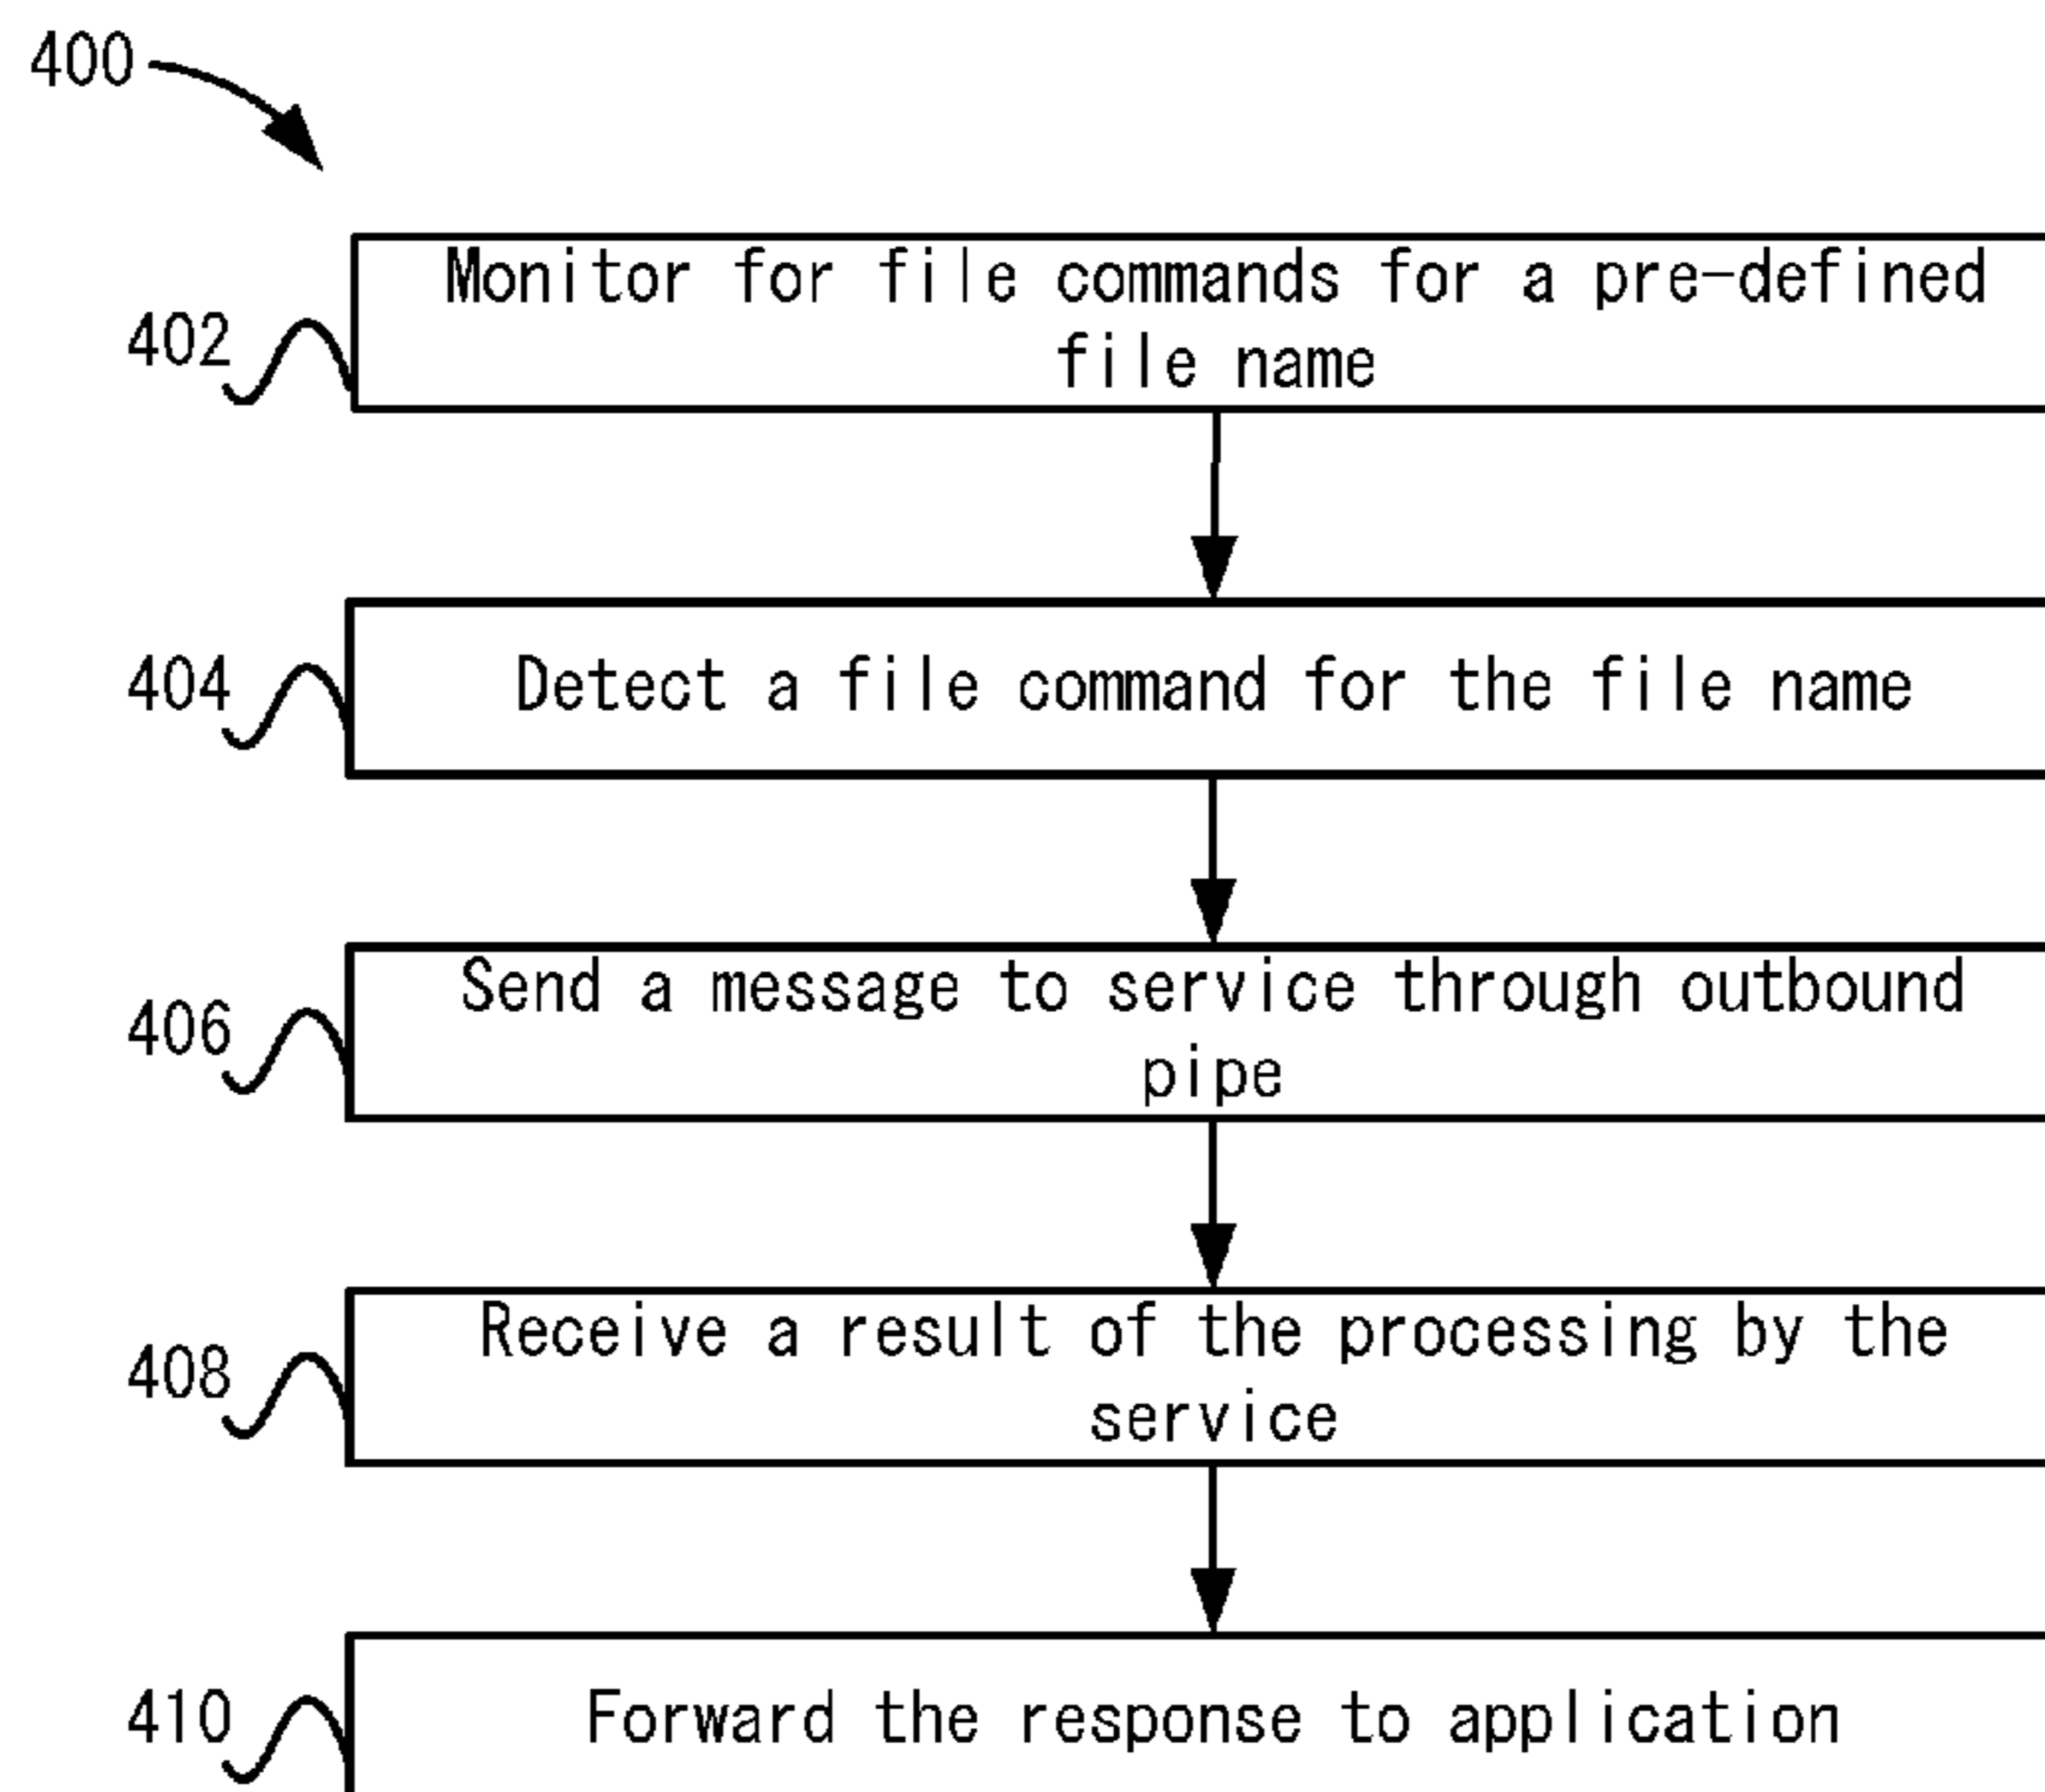 400
402
Monitor for file commands for a pre-defined
file name
404
Detect a file command for the file name
406
Send a message to service through outbound
pipe
408
Receive a result of the processing by the
service
410
Forward the response to application